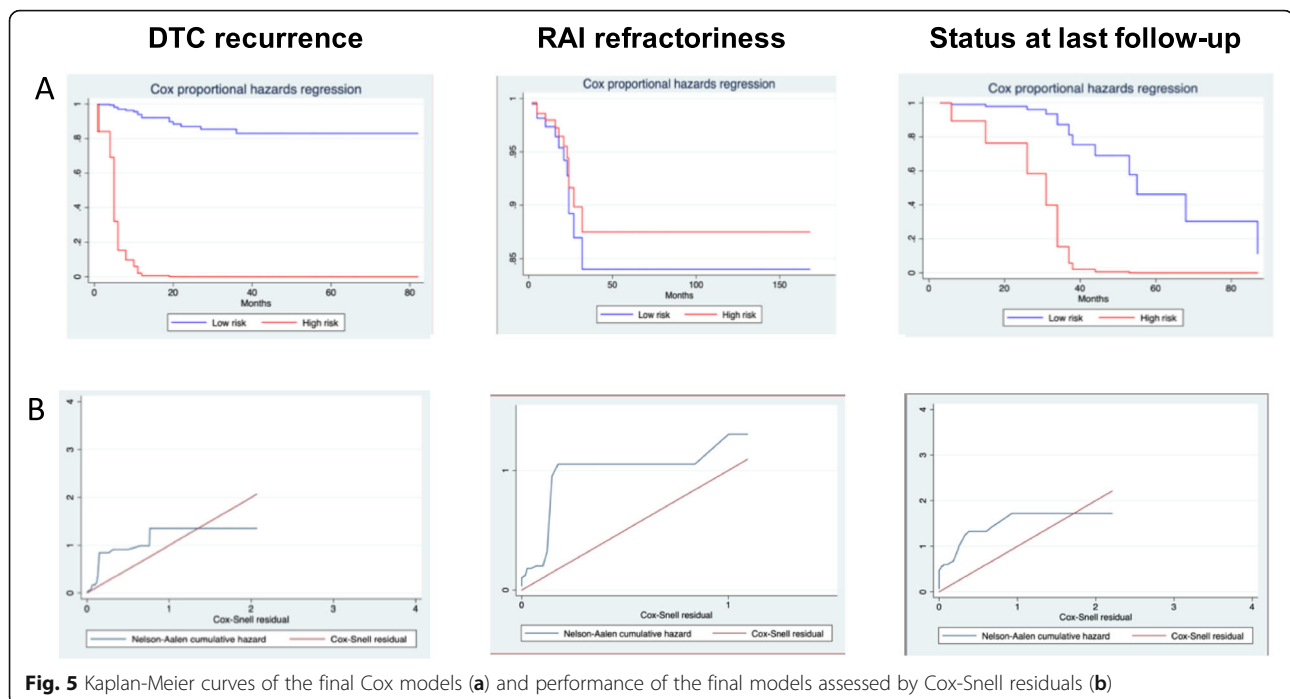 DTC recurrence RAI refractoriness Status at last follow-up
A
Cox proportional hazards regression Cox proportional hazards regression Cox proportional hazards regression
1
.8
.6
.4
.2
0
0 20 40 60 80
Months
Low risk High risk
1
.95
.9
.85
0 50 100 150
Months
Low risk High risk
1
.8
.6
.4
.2
0
0 20 40 60 80
Months
Low risk High risk
B
4
3
2
1
0
0 1 2 3 4
Cox-Snell residual
Nelson-Aalen cumulative hazard Cox-Snell residual
1
0
0 1
Cox-Snell residual
Nelson-Aalen cumulative hazard Cox-Snell residual
4
3
2
1
0
0 1 2 3 4
Cox-Snell residual
Nelson-Aalen cumulative hazard Cox-Snell residual
Fig. 5 Kaplan-Meier curves of the final Cox models (a) and performance of the final models assessed by Cox-Snell residuals (b)